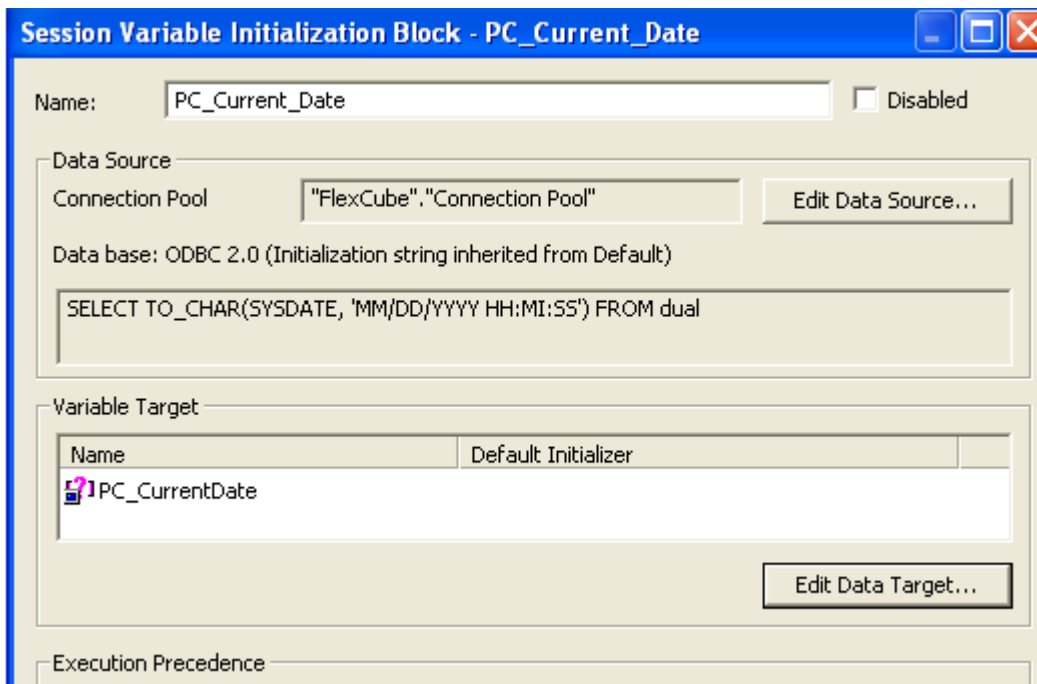 Session Variable Initialization Block - PC_Current_Date
Name: PC_Current_Date Disabled
Data Source
Connection Pool "FlexCube"."Connection Pool" Edit Data Source...
Data base: ODBC 2.0 (Initialization string inherited from Default)
SELECT TO_CHAR(SYSDATE, 'MM/DD/YYYY HH:MI:SS') FROM dual
Variable Target
Name Default Initializer
PC_CurrentDate
Edit Data Target...
Execution Precedence